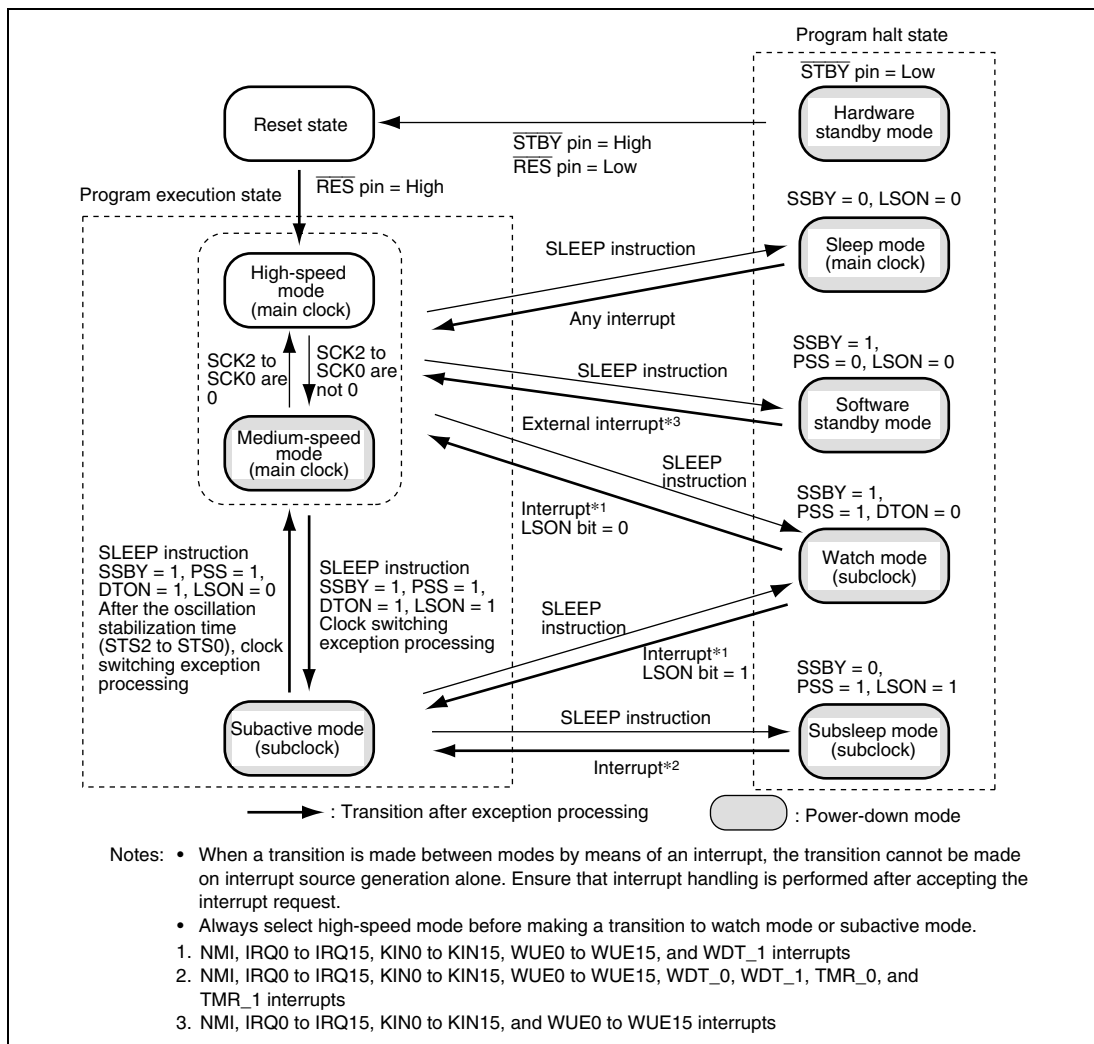 Program halt state
STBY pin = Low
Hardware
standby mode
Reset state
STBY pin = High
RES pin = Low
Program execution state
RES pin = High
SSBY = 0, LSON = 0
Sleep mode
(main clock)
SLEEP instruction
Any interrupt
High-speed
mode
(main clock)
SCK2 to
SCK0 are
0
SCK2 to
SCK0 are
not 0
Medium-speed
mode
(main clock)
SSBY = 1,
PSS = 0, LSON = 0
Software
standby mode
SLEEP instruction
External interrupt*3
SLEEP
instruction
Interrupt*1
LSON bit = 0
SSBY = 1,
PSS = 1, DTON = 0
Watch mode
(subclock)
SLEEP instruction
SSBY = 1, PSS = 1,
DTON = 1, LSON = 0
After the oscillation
stabilization time
(STS2 to STS0), clock
switching exception
processing
SLEEP instruction
SSBY = 1, PSS = 1,
DTON = 1, LSON = 1
Clock switching
exception processing
SLEEP
instruction
Interrupt*1
LSON bit = 1
SSBY = 0,
PSS = 1, LSON = 1
Subactive mode
(subclock)
SLEEP instruction
Interrupt*2
Subsleep mode
(subclock)
: Transition after exception processing
: Power-down mode
Notes: • When a transition is made between modes by means of an interrupt, the transition cannot be made
on interrupt source generation alone. Ensure that interrupt handling is performed after accepting the
interrupt request.
• Always select high-speed mode before making a transition to watch mode or subactive mode.
1. NMI, IRQ0 to IRQ15, KIN0 to KIN15, WUE0 to WUE15, and WDT_1 interrupts
2. NMI, IRQ0 to IRQ15, KIN0 to KIN15, WUE0 to WUE15, WDT_0, WDT_1, TMR_0, and
TMR_1 interrupts
3. NMI, IRQ0 to IRQ15, KIN0 to KIN15, and WUE0 to WUE15 interrupts